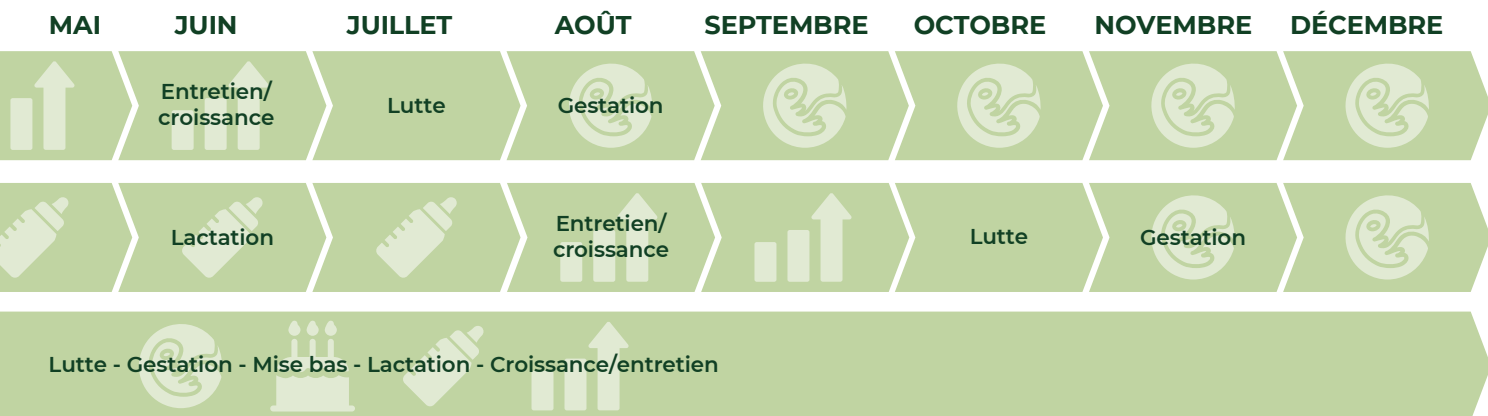 MAI JUIN JUILLET AOÛT SEPTEMBRE OCTOBRE NOVEMBRE DÉCEMBRE
Entretien/
croissance
Lutte
Gestation
Lactation
Entretien/
croissance
Lutte
Gestation
Lutte - Gestation - Mise bas - Lactation - Croissance/entretien